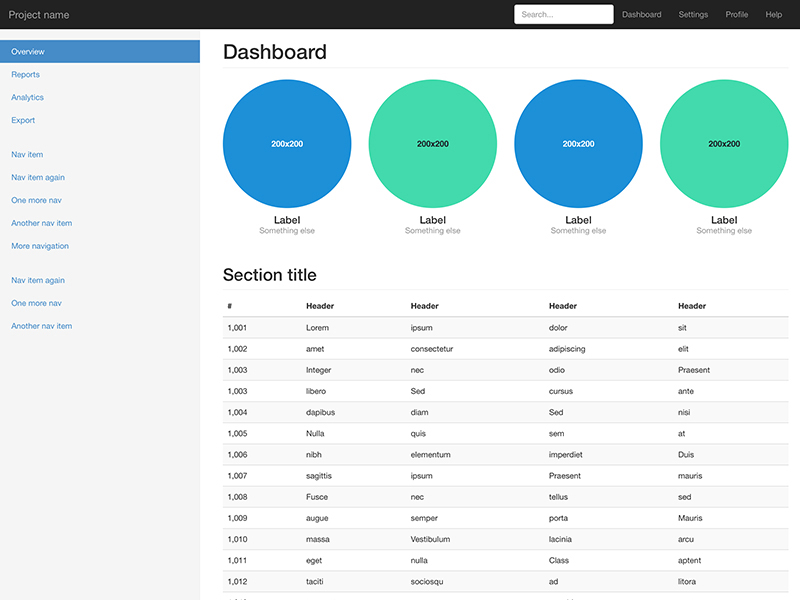 Project name
Search...
Dashboard Settings Profile Help
Overview
Reports
Analytics
Export
Nav item
Nav item again
One more nav
Another nav item
More navigation
Nav item again
One more nav
Another nav item
Dashboard
200x200 200x200 200x200 200x200
Label Label Label Label
Something else Something else Something else Something else
Section title
# Header Header Header Header
1,001 Lorem ipsum dolor sit
1,002 amet consectetur adipiscing elit
1,003 Integer nec odio Praesent
1,003 libero Sed cursus ante
1,004 dapibus diam Sed nisi
1,005 Nulla quis sem at
1,006 nibh elementum imperdiet Duis
1,007 sagittis ipsum Praesent mauris
1,008 Fusce nec tellus sed
1,009 augue semper porta Mauris
1,010 massa Vestibulum lacinia arcu
1,011 eget nulla Class aptent
1,012 taciti sociosqu ad litora